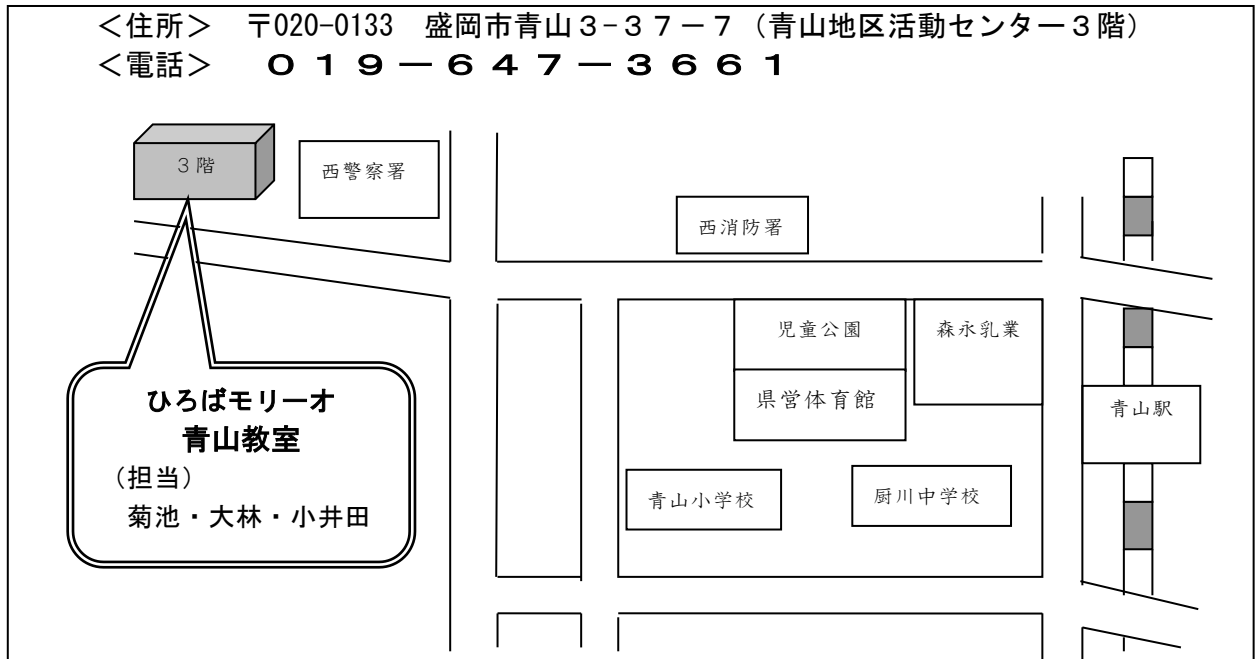 <住所> 〒020-0133 盛岡市青山３-３７－７（青山地区活動センター３階）
<電話> ０１９－６４７－３６６１
３階
西警察署
西消防署
児童公園
森永乳業
県営体育館
青山駅
ひろばモリーオ
青山教室
（担当）
菊池・大林・小井田
青山小学校
厨川中学校